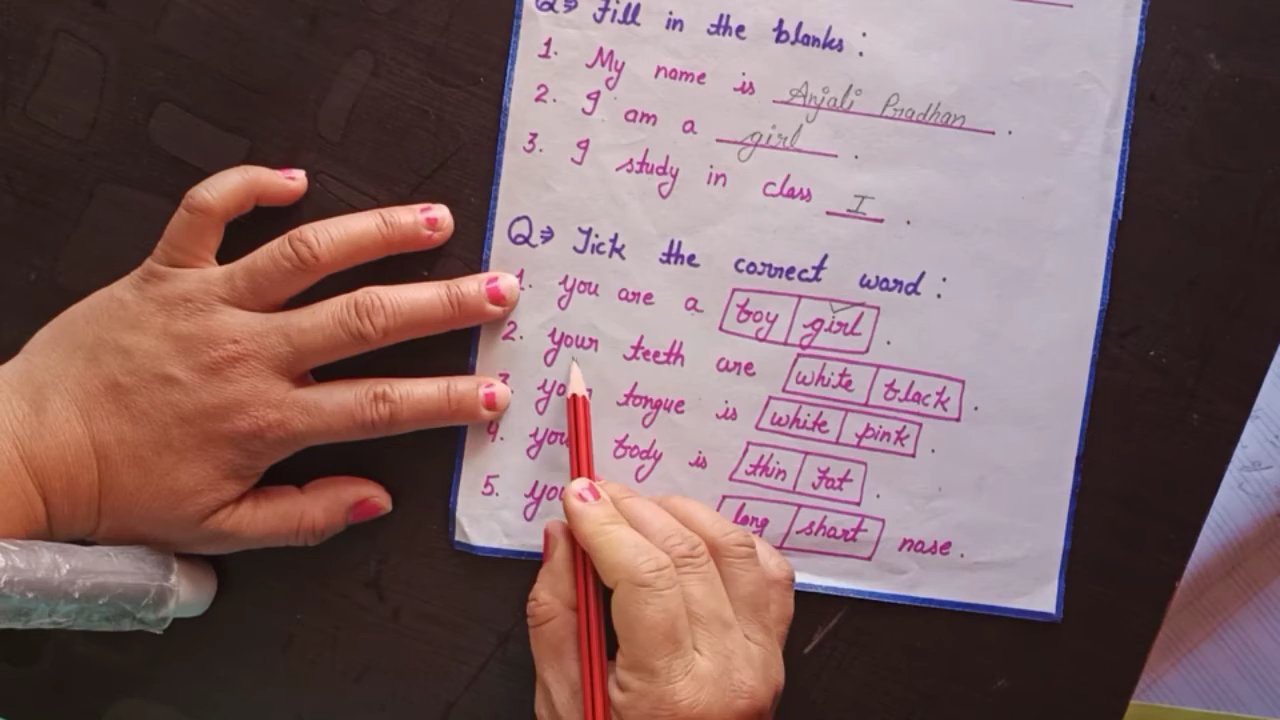 Q⇒ Fill in the blanks :
1. My name is Anjali Pradhan .
2. I am a girl .
3. I study in class I .
Q⇒ Tick the correct word :
1. you are a boy girl .
2. your teeth are white black .
tongue is white pink .
4. body is thin fat .
5. long short nose .